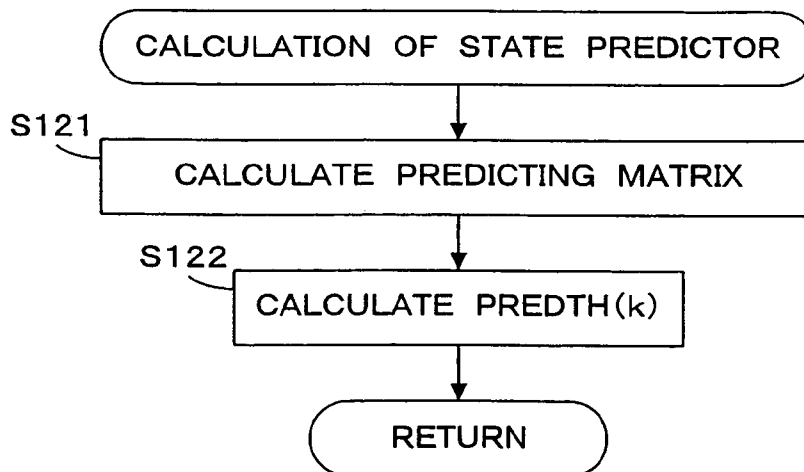 CALCULATION OF STATE PREDICTOR
S121
CALCULATE PREDICTING MATRIX
S122
CALCULATE PREDTH(k)
RETURN